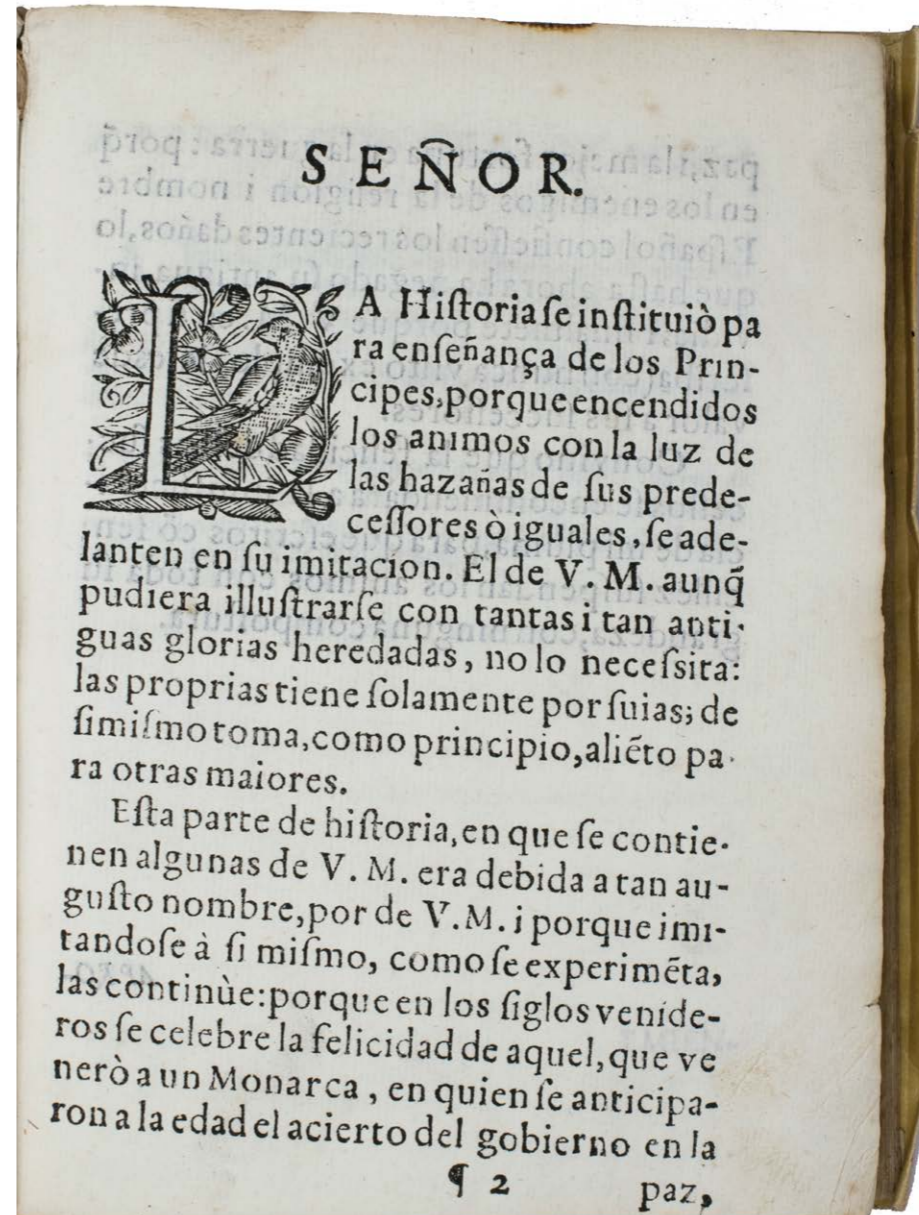 SEÑOR.
LA Hiſtoria ſe inſtituiò pa
ra enſeñança de los Prin-
cipes, porque encendidos
los animos con la luz de
las hazañas de ſus prede-
ceſſores ò iguales, ſe ade-
lanten en ſu imitacion. El de V. M. aunq̃
pudiera illuſtrarſe con tantas i tan anti-
guas glorias heredadas, no lo neceſsita:
las proprias tiene ſolamente por ſuias; de
ſi miſmo toma, como principio, aliẽto pa-
ra otras maiores.
Eſta parte de hiſtoria, en que ſe contie-
nen algunas de V. M. era debida a tan au-
guſto nombre, por de V. M. i porque imi-
tandoſe à ſi miſmo, como ſe experimẽta,
las continùe: porque en los ſiglos venide-
ros ſe celebre la felicidad de aquel, que ve
nerò a un Monarca, en quien ſe anticipa-
ron a la edad el acierto del gobierno en la
¶ 2 paz,